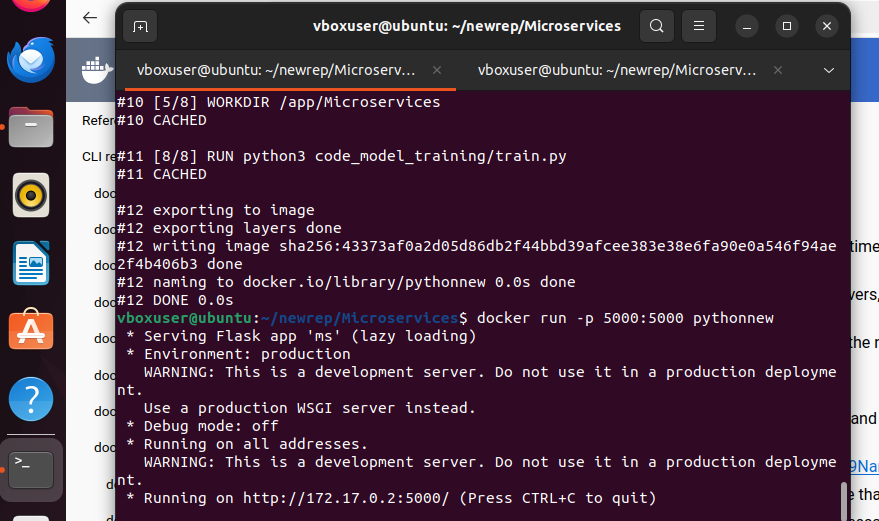 vboxuser@ubuntu: ~/newrep/Microservices
vboxuser@ubuntu: ~/newrep/Microserv... ×
vboxuser@ubuntu: ~/newrep/Microserv... ×
#10 [5/8] WORKDIR /app/Microservices
#10 CACHED
#11 [8/8] RUN python3 code_model_training/train.py
#11 CACHED
#12 exporting to image
#12 exporting layers done
#12 writing image sha256:43373af0a2d05d86db2f44bbd39afcee383e38e6fa90e0a546f94ae
2f4b406b3 done
#12 naming to docker.io/library/pythonnew 0.0s done
#12 DONE 0.0s
vboxuser@ubuntu:~/newrep/Microservices$ docker run -p 5000:5000 pythonnew
* Serving Flask app 'ms' (lazy loading)
* Environment: production
WARNING: This is a development server. Do not use it in a production deployme
nt.
Use a production WSGI server instead.
* Debug mode: off
* Running on all addresses.
WARNING: This is a development server. Do not use it in a production deployme
nt.
* Running on http://172.17.0.2:5000/ (Press CTRL+C to quit)
Refer
CLI re
doc
doc
doc
doc
doc
doc
doc
doc
time
vers,
the
and
9Na